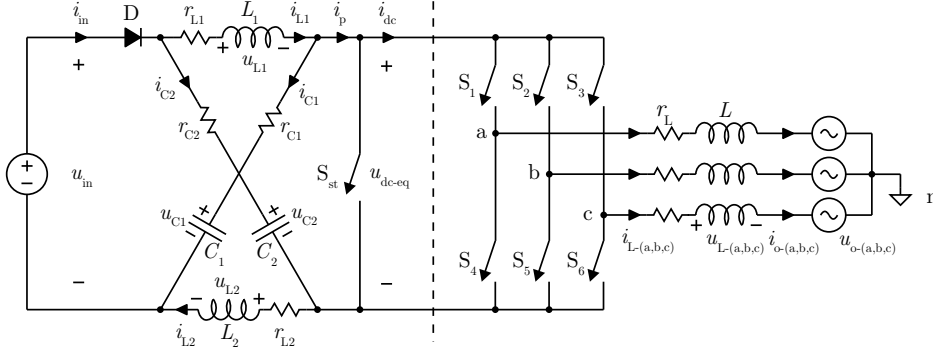 i_in D r_L1 L_1 i_L1 i_p i_dc
+ + − + +
u_L1
i_C2 i_C1 S_1 S_2 S_3
r_C2 r_C1 r_L L
a
u_in S_st u_dc-eq b
+ − n
u_C1 + + u_C2 c
− −
C_1 C_2 + −
i_L-(a,b,c) u_L-(a,b,c) i_o-(a,b,c) u_o-(a,b,c)
S_4 S_5 S_6
− u_L2 −
− +
i_L2 L_2 r_L2